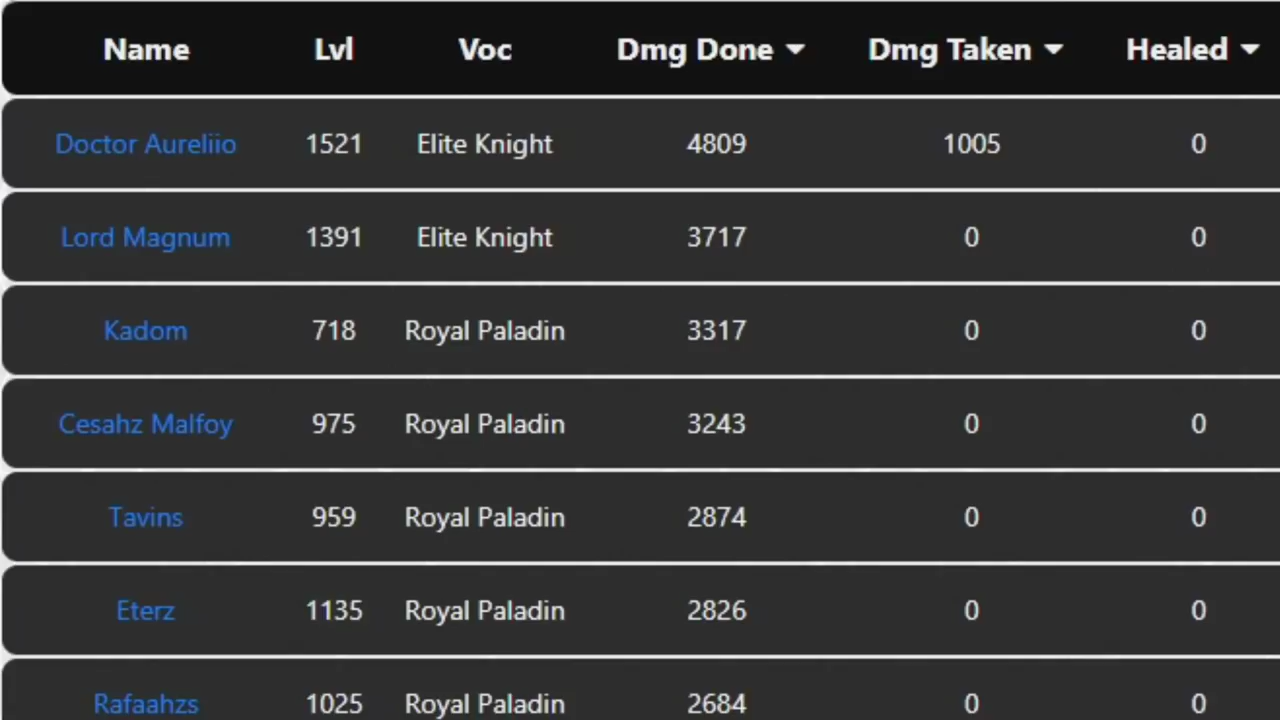 Name Lvl Voc Dmg Done Dmg Taken Healed
Doctor Aureliio 1521 Elite Knight 4809 1005 0
Lord Magnum 1391 Elite Knight 3717 0 0
Kadom 718 Royal Paladin 3317 0 0
Cesahz Malfoy 975 Royal Paladin 3243 0 0
Tavins 959 Royal Paladin 2874 0 0
Eterz 1135 Royal Paladin 2826 0 0
Rafaahzs 1025 Royal Paladin 2684 0 0